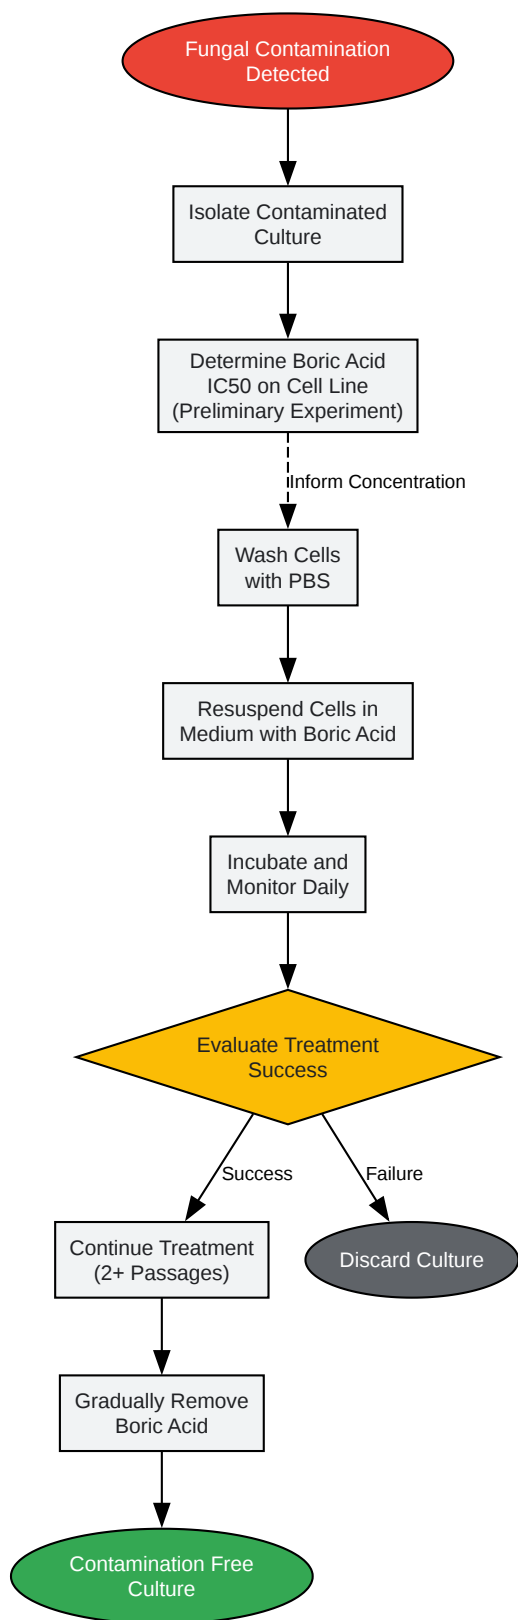 Fungal Contamination
Detected
Isolate Contaminated
Culture
Determine Boric Acid
IC50 on Cell Line
(Preliminary Experiment)
Inform Concentration
Wash Cells
with PBS
Resuspend Cells in
Medium with Boric Acid
Incubate and
Monitor Daily
Evaluate Treatment
Success
Success
Failure
Continue Treatment
(2+ Passages)
Discard Culture
Gradually Remove
Boric Acid
Contamination Free
Culture